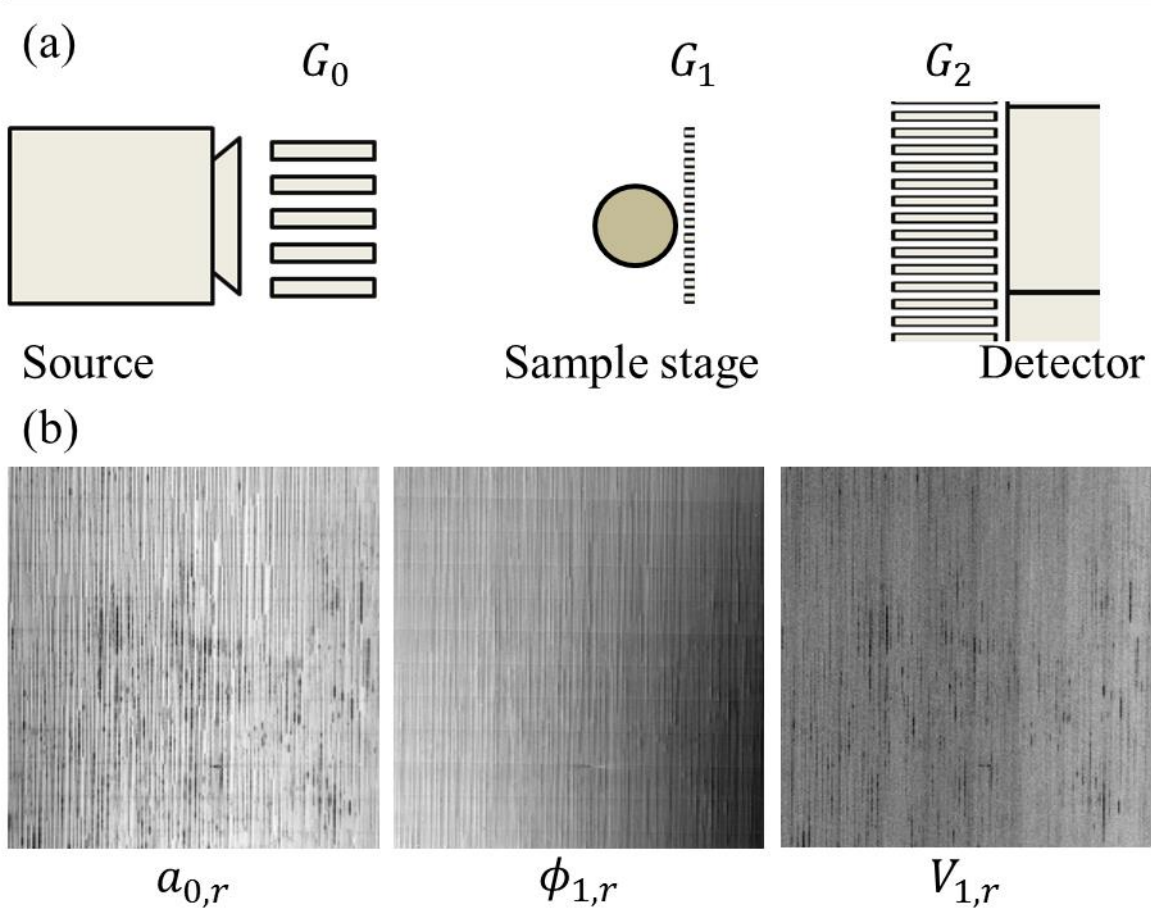 (a)
G₀ G₁ G₂
Source Sample stage Detector
(b)
a₀,ᵣ ϕ₁,ᵣ V₁,ᵣ